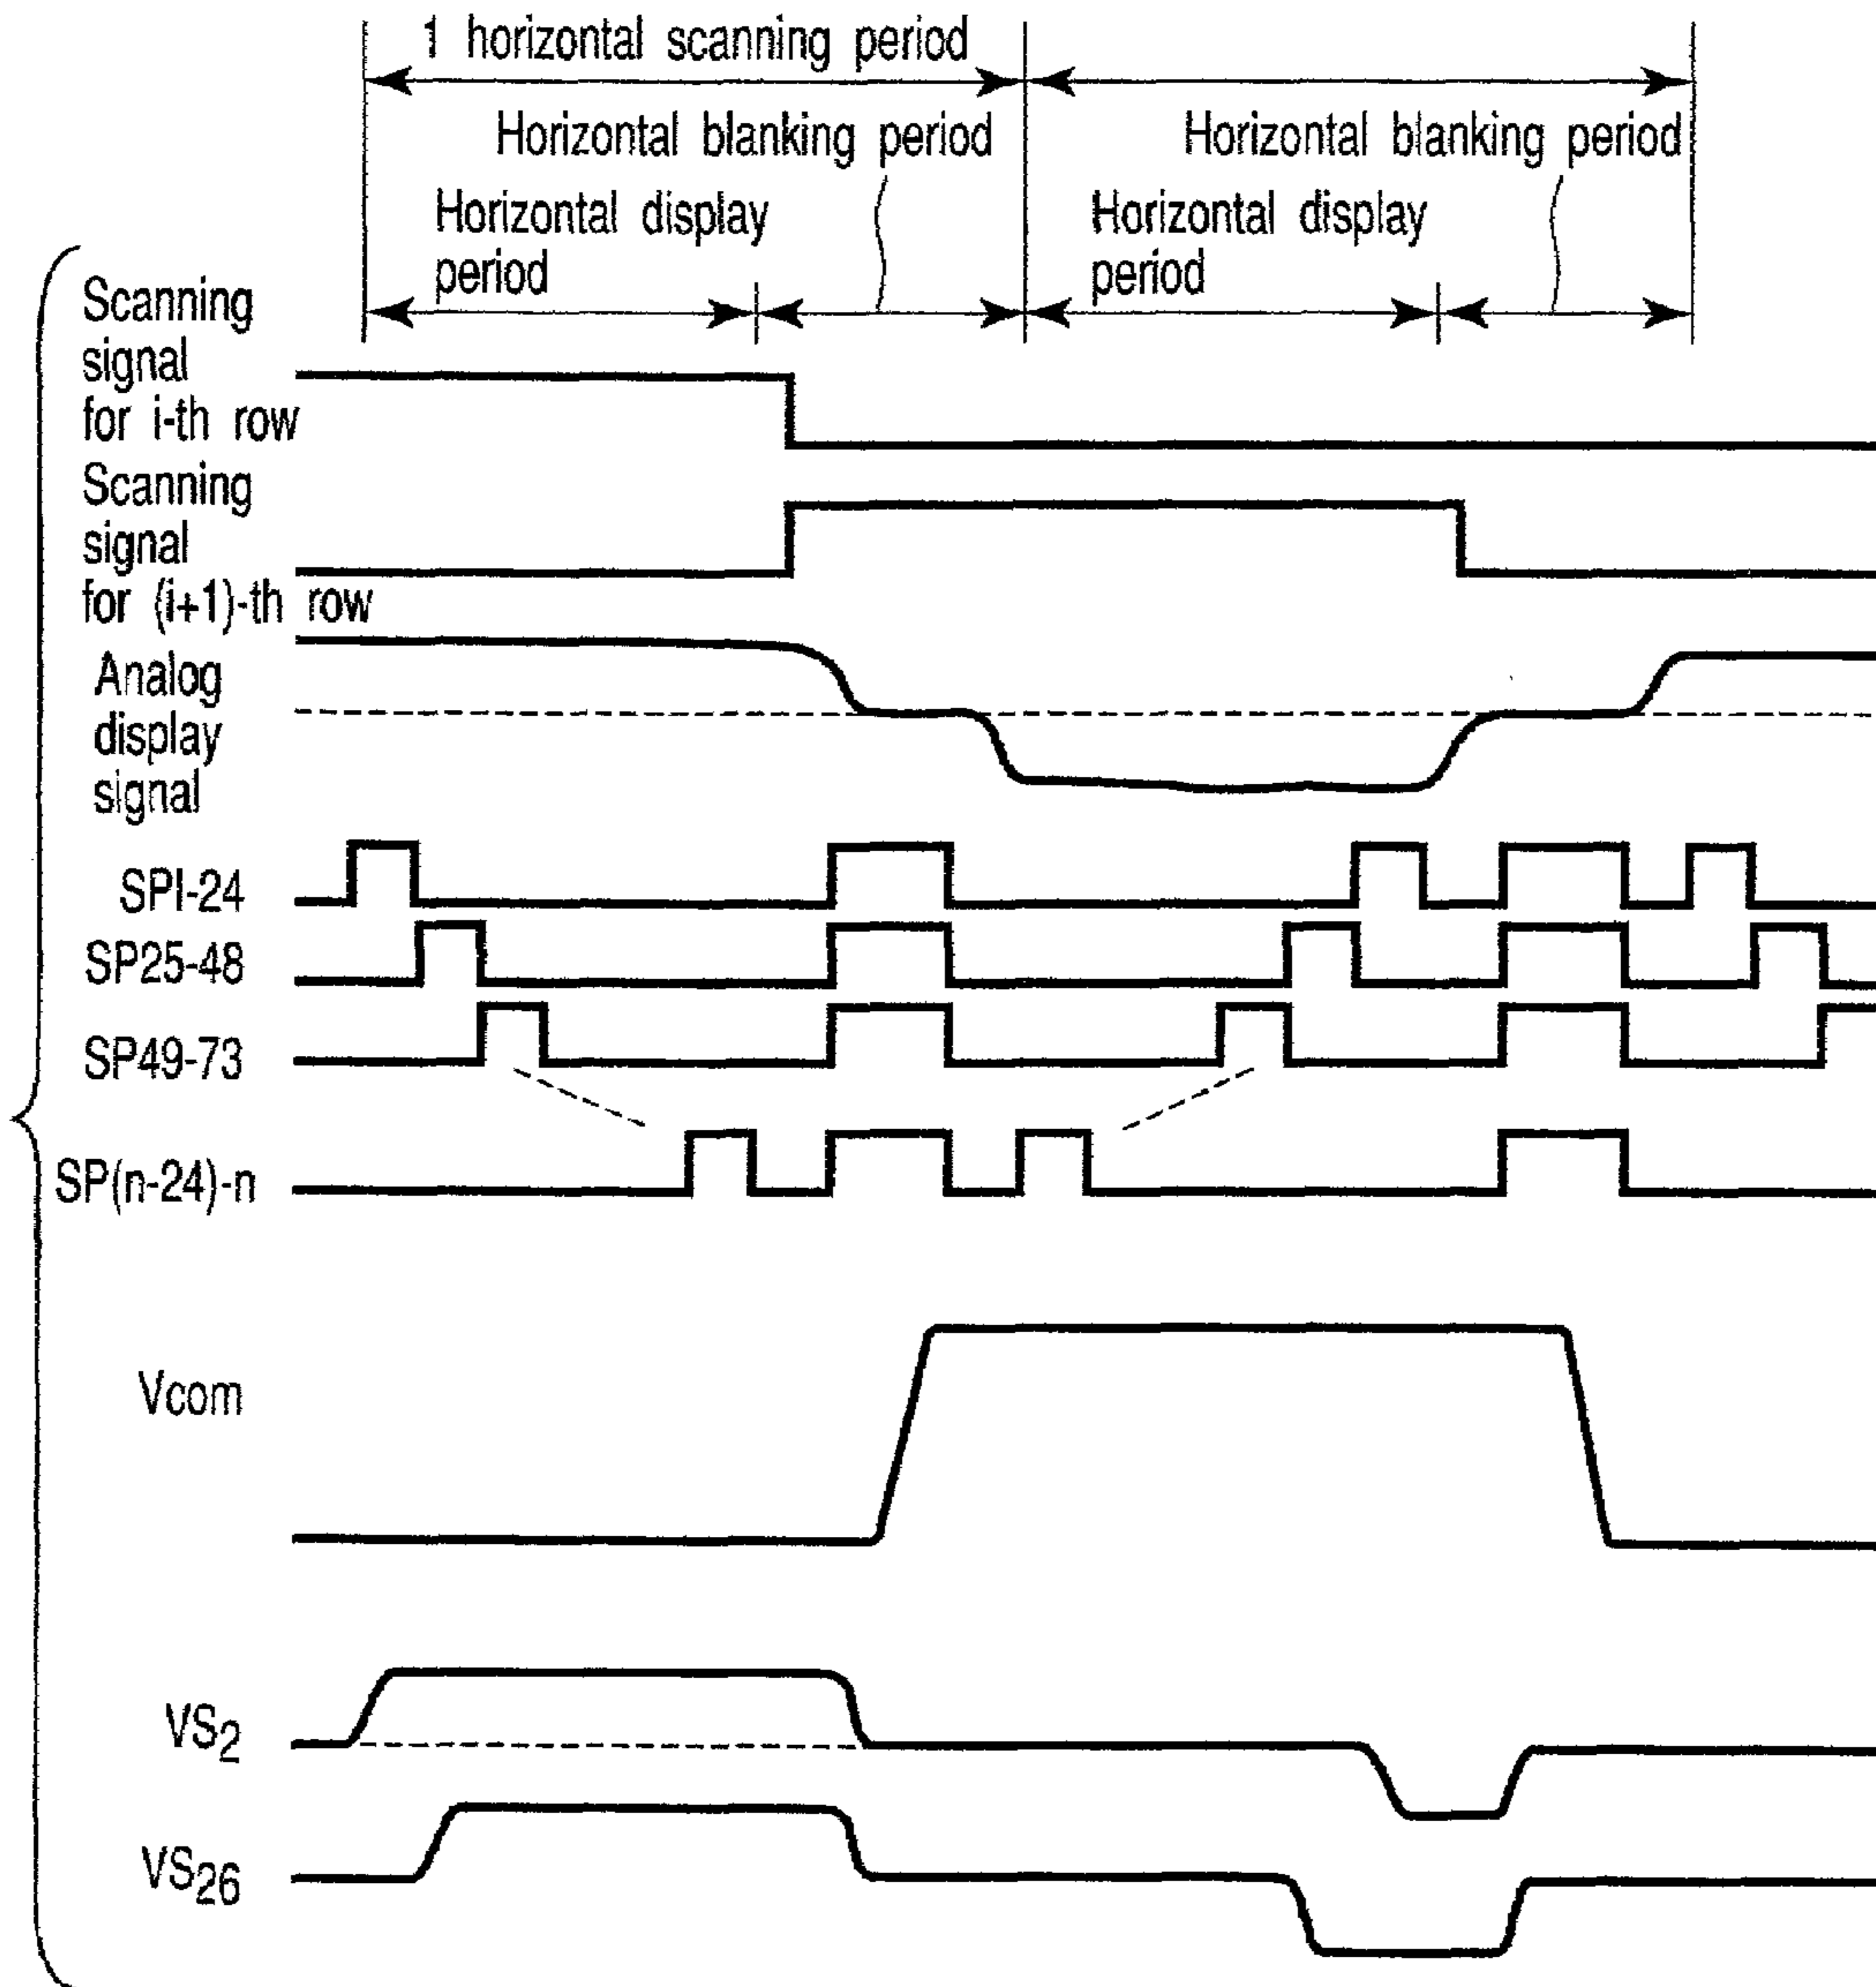 1 horizontal scanning period
Horizontal blanking period
Horizontal blanking period
Horizontal display
period
Horizontal display
period
Scanning
signal
for i-th row
Scanning
signal
for (i+1)-th row
Analog
display
signal
SPI-24
SP25-48
SP49-73
SP(n-24)-n
Vcom
VS2
VS26